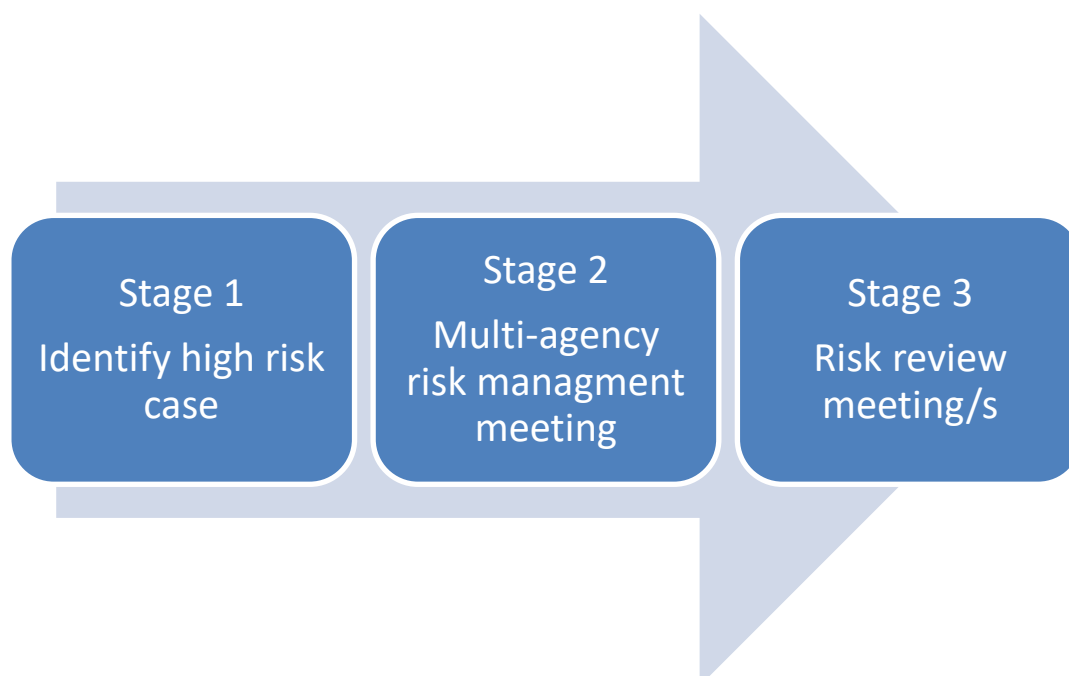 Stage 1
Identify high risk
case
Stage 2
Multi-agency
risk managment
meeting
Stage 3
Risk review
meeting/s